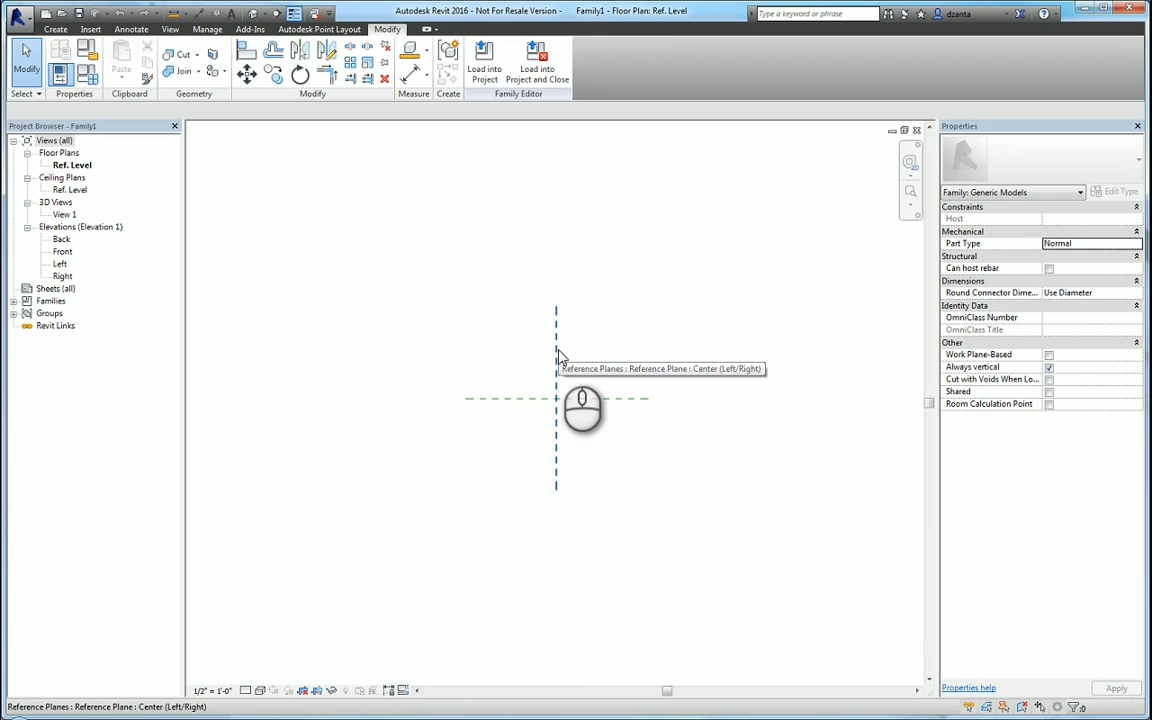 Autodesk Revit 2016 - Not For Resale Version - Family1 - Floor Plan: Ref. Level
Type a keyword or phrase
dzanta
Create Insert Annotate View Manage Add-Ins Autodesk Point Layout Modify
Modify
Paste
Cut
Join
Load into
Project
Load into
Project and Close
Select Properties Clipboard Geometry Modify Measure Create Family Editor
Project Browser - Family1
Views (all)
Floor Plans
Ref. Level
Ceiling Plans
Ref. Level
3D Views
View 1
Elevations (Elevation 1)
Back
Front
Left
Right
Sheets (all)
Families
Groups
Revit Links
Reference Planes : Reference Plane : Center (Left/Right)
Properties
Family: Generic Models
Edit Type
Constraints
Host
Mechanical
Part Type Normal
Structural
Can host rebar
Dimensions
Round Connector Dime... Use Diameter
Identity Data
OmniClass Number
OmniClass Title
Other
Work Plane-Based
Always vertical
Cut with Voids When Lo...
Shared
Room Calculation Point
Properties help
Apply
1/2" = 1'-0"
Reference Planes : Reference Plane : Center (Left/Right)
:0